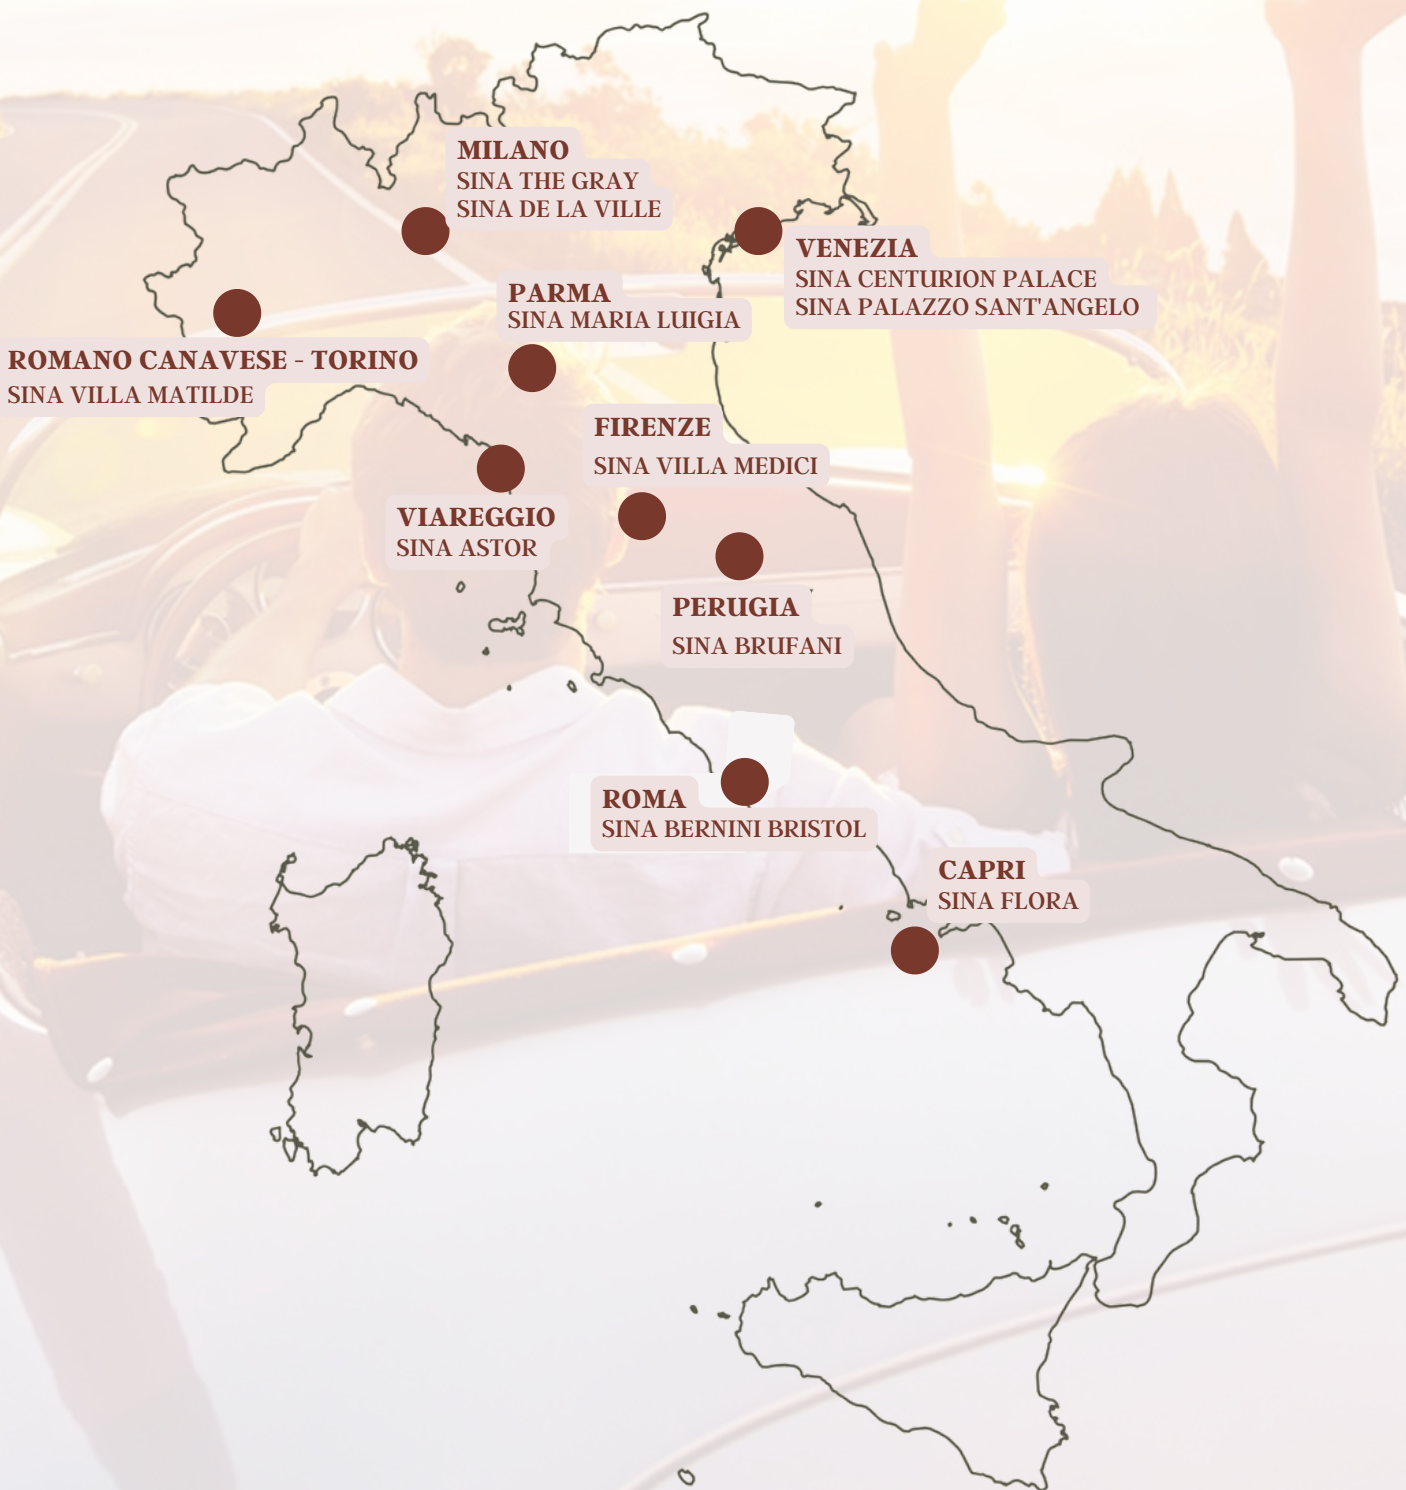 MILANO
SINA THE GRAY
SINA DE LA VILLE
VENEZIA
SINA CENTURION PALACE
SINA PALAZZO SANT'ANGELO
PARMA
SINA MARIA LUIGIA
ROMANO CANAVESE - TORINO
SINA VILLA MATILDE
FIRENZE
SINA VILLA MEDICI
VIAREGGIO
SINA ASTOR
PERUGIA
SINA BRUFANI
ROMA
SINA BERNINI BRISTOL
CAPRI
SINA FLORA